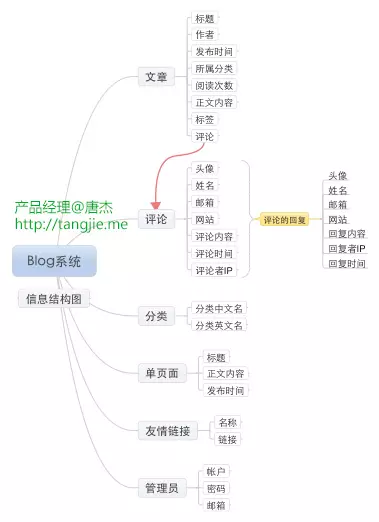 标题
作者
发布时间
所属分类
文章
阅读次数
正文内容
标签
评论
头像
姓名
邮箱
评论
网站
评论内容
评论时间
评论者IP
评论的回复
头像
姓名
邮箱
网站
回复内容
回复者IP
回复时间
产品经理@唐杰
http://tangjie.me
Blog系统
信息结构图
分类
分类中文名
分类英文名
单页面
标题
正文内容
发布时间
友情链接
名称
链接
管理员
帐户
密码
邮箱